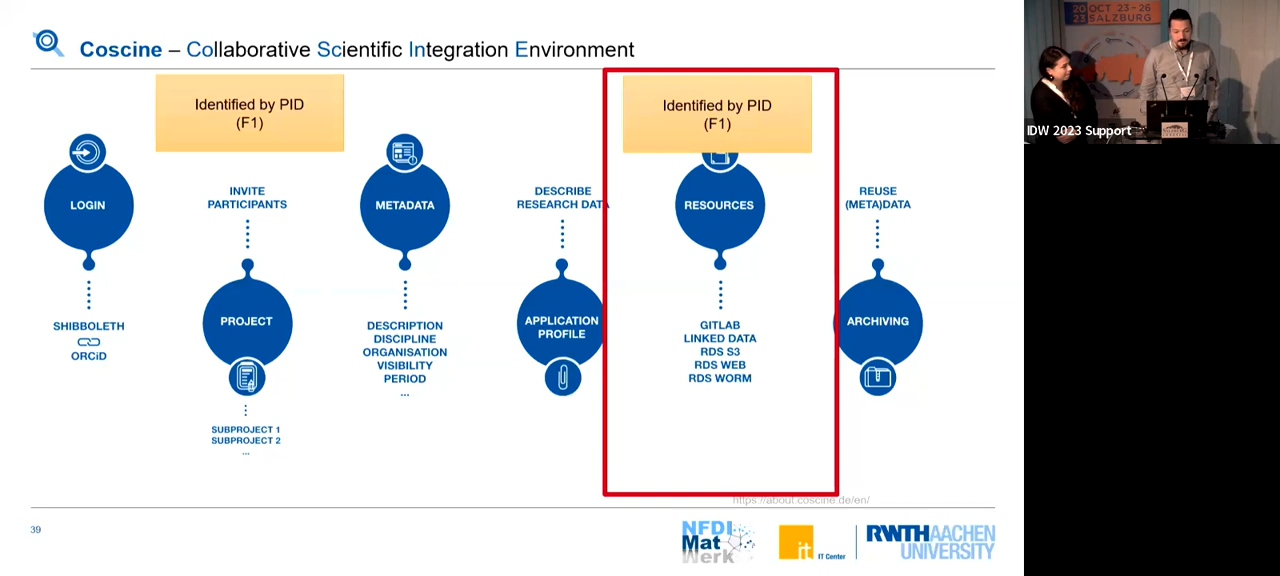 Coscine – Collaborative Scientific Integration Environment
Identified by PID
(F1)
Identified by PID
(F1)
LOGIN
INVITE
PARTICIPANTS
METADATA
DESCRIBE
RESEARCH DATA
RESOURCES
REUSE
(META)DATA
SHIBBOLETH
ORCiD
PROJECT
SUBPROJECT 1
SUBPROJECT 2
...
DESCRIPTION
DISCIPLINE
ORGANISATION
VISIBILITY
PERIOD
...
APPLICATION
PROFILE
GITLAB
LINKED DATA
RDS S3
RDS WEB
RDS WORM
ARCHIVING
https://about.coscine.de/en/
39
NFDI
Mat
Werk
it
IT Center
RWTHAACHEN
UNIVERSITY
20 OCT 23-26
23 SALZBURG
IDW 2023 Support